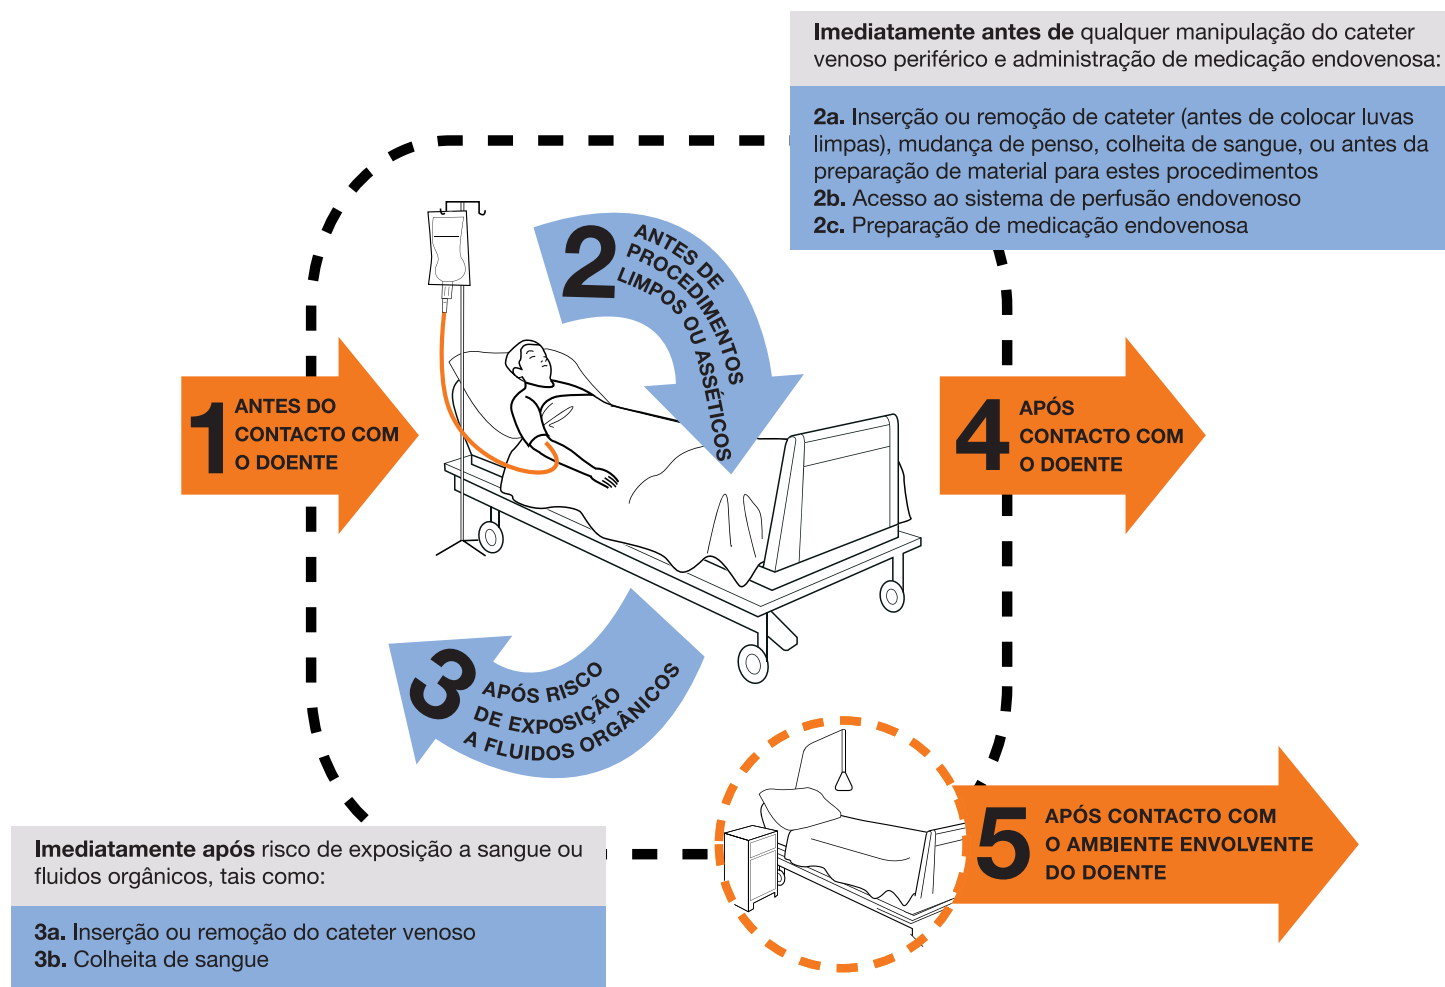 Imediatamente antes de qualquer manipulação do cateter
venoso periférico e administração de medicação endovenosa:
2a. Inserção ou remoção de cateter (antes de colocar luvas
limpas), mudança de penso, colheita de sangue, ou antes da
preparação de material para estes procedimentos
2b. Acesso ao sistema de perfusão endovenoso
2c. Preparação de medicação endovenosa
1
ANTES DO
CONTACTO COM
O DOENTE
2
ANTES DE
PROCEDIMENTOS
LIMPOS OU ASSÉTICOS
3
APÓS RISCO
DE EXPOSIÇÃO
A FLUIDOS ORGÂNICOS
4
APÓS
CONTACTO COM
O DOENTE
5
APÓS CONTACTO COM
O AMBIENTE ENVOLVENTE
DO DOENTE
Imediatamente após risco de exposição a sangue ou
fluidos orgânicos, tais como:
3a. Inserção ou remoção do cateter venoso
3b. Colheita de sangue